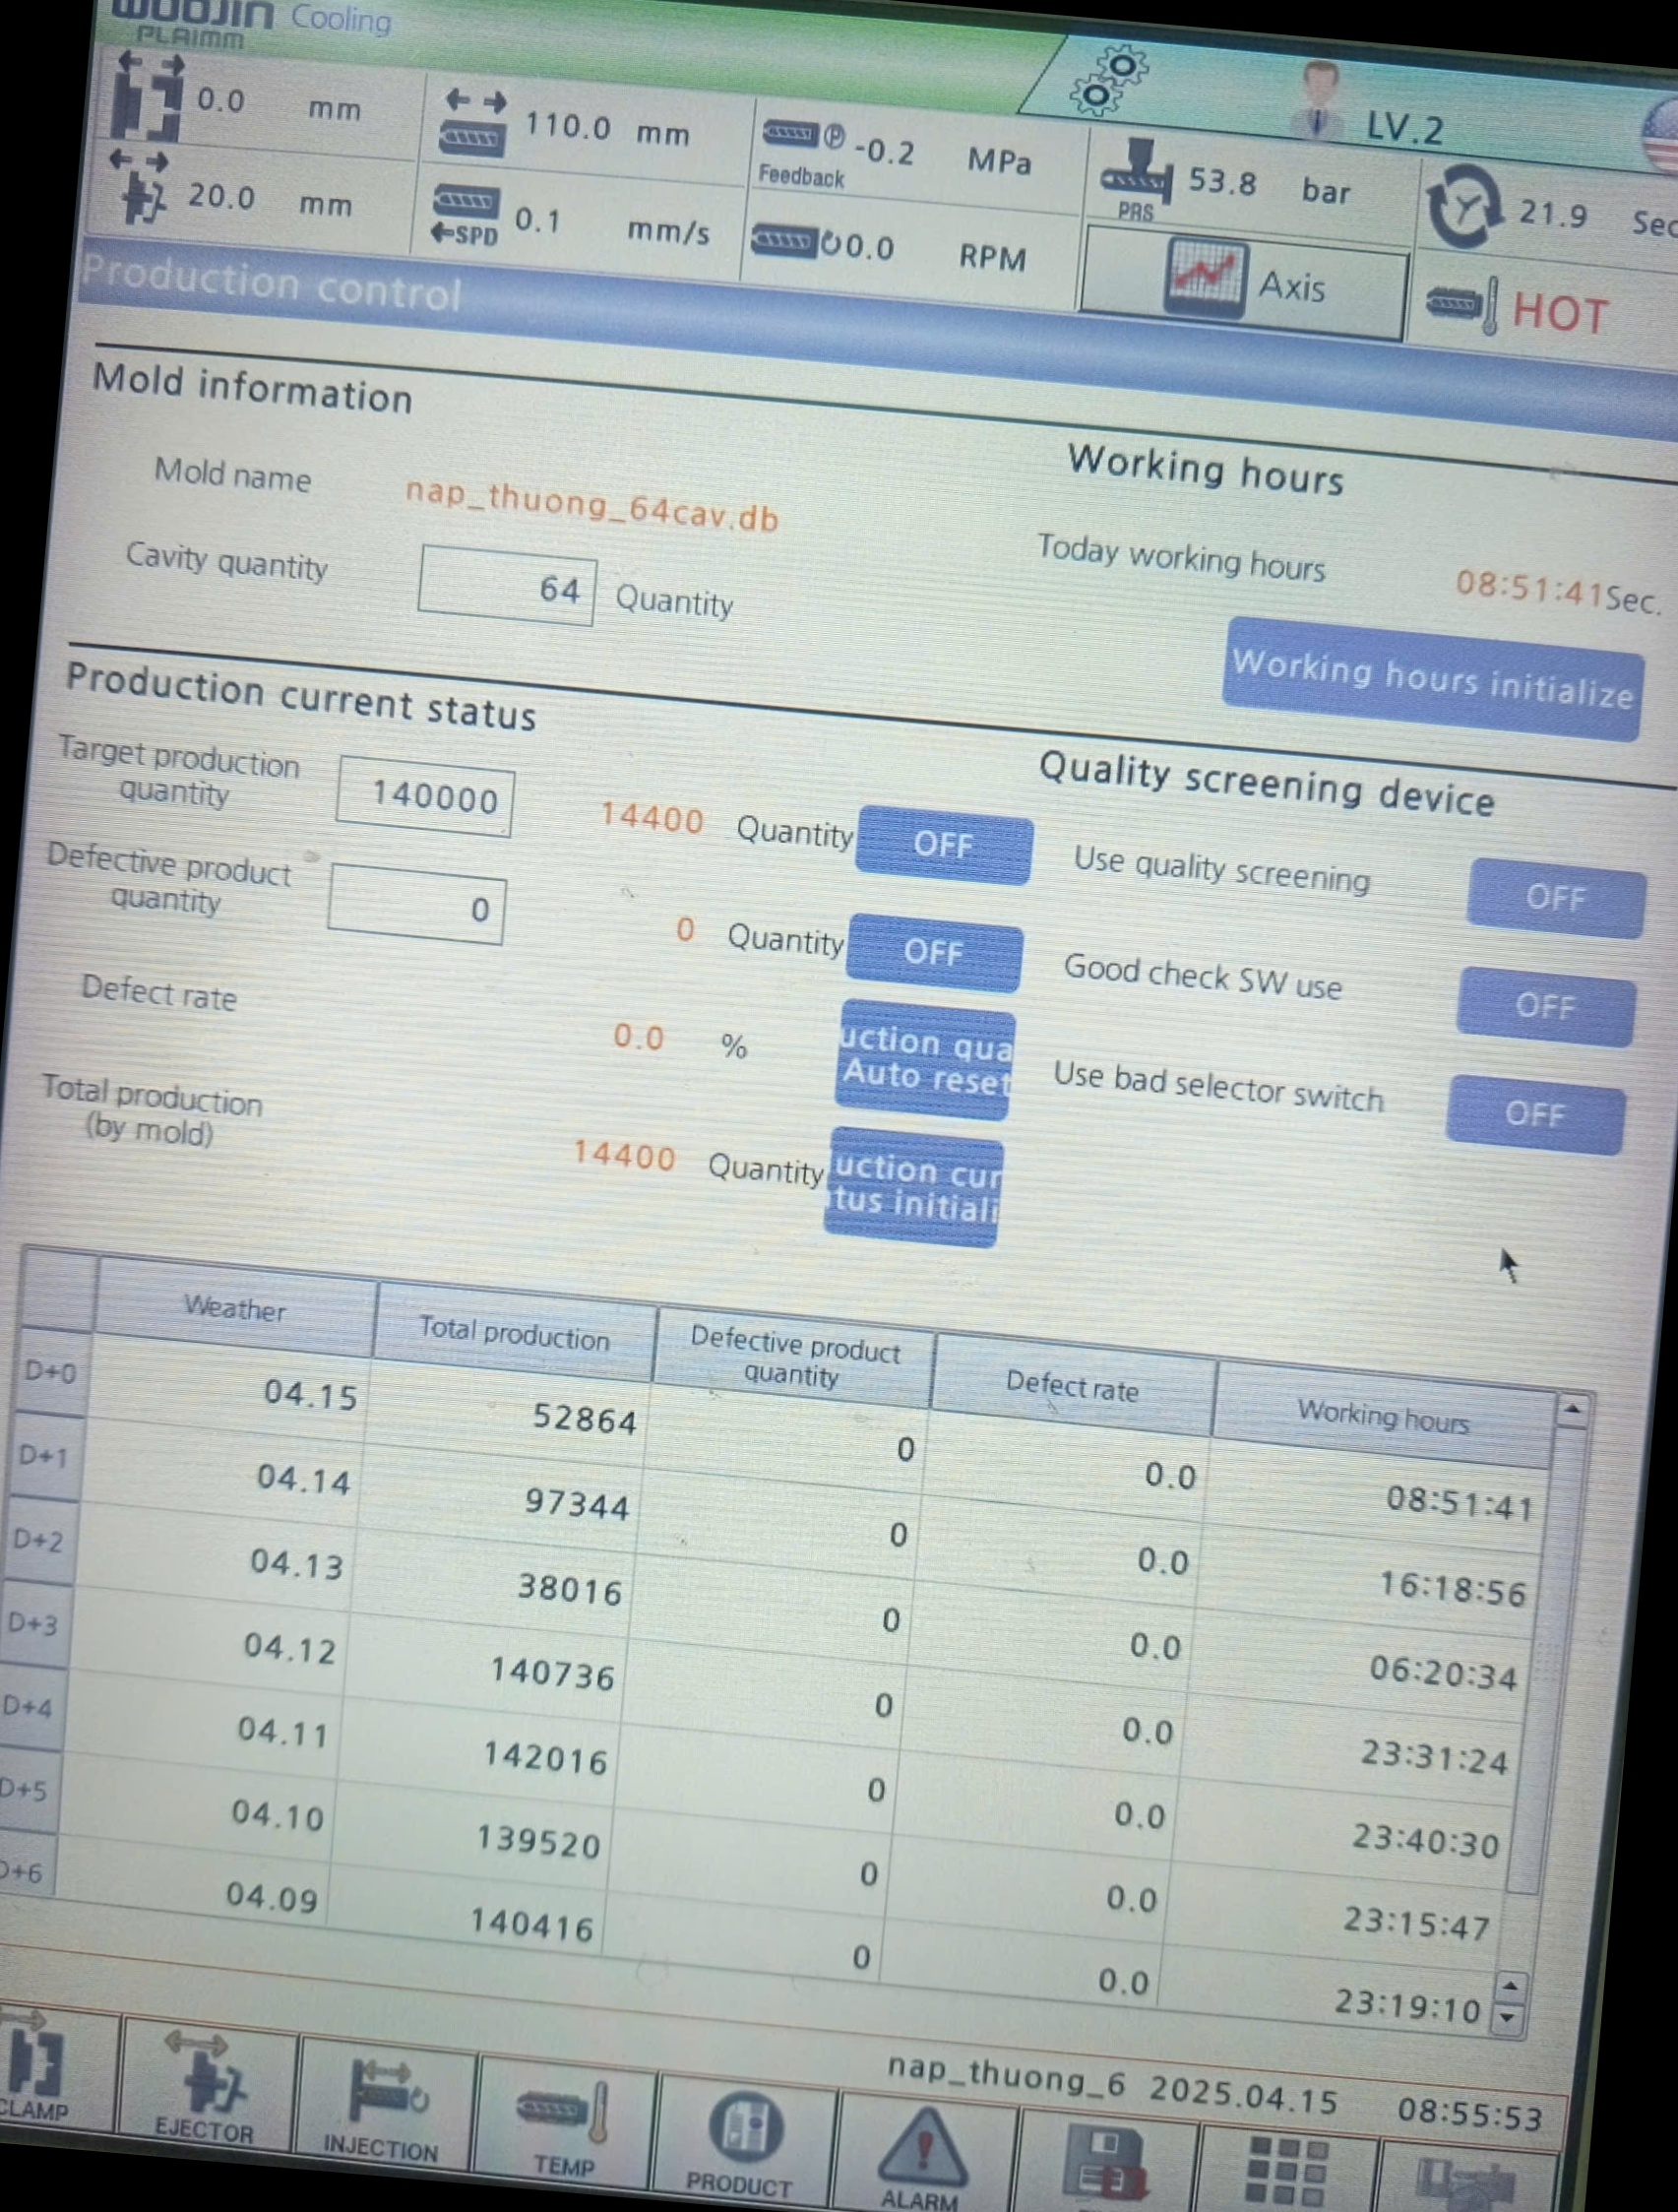 WOOJIN Cooling
PLAIMM
LV.2
0.0 mm
110.0 mm
-0.2 MPa
Feedback
53.8 bar
PRS
21.9 Sec
20.0 mm
0.1 mm/s
SPD
0.0 RPM
Axis
HOT
Production control
Mold information
Mold name nap_thuong_64cav.db
Cavity quantity 64 Quantity
Working hours
Today working hours 08:51:41Sec.
Working hours initialize
Production current status
Target production
quantity
140000 14400 Quantity OFF
Defective product
quantity
0 0 Quantity OFF
Defect rate 0.0 %
uction qua
Auto reset
Total production
(by mold)
14400 Quantity
uction cur
tus initiali
Quality screening device
Use quality screening OFF
Good check SW use OFF
Use bad selector switch OFF
Weather Total production Defective product quantity Defect rate Working hours
D+0 04.15 52864 0 0.0 08:51:41
D+1 04.14 97344 0 0.0 16:18:56
D+2 04.13 38016 0 0.0 06:20:34
D+3 04.12 140736 0 0.0 23:31:24
D+4 04.11 142016 0 0.0 23:40:30
D+5 04.10 139520 0 0.0 23:15:47
D+6 04.09 140416 0 0.0 23:19:10
nap_thuong_6 2025.04.15 08:55:53
CLAMP
EJECTOR
INJECTION
TEMP
PRODUCT
ALARM